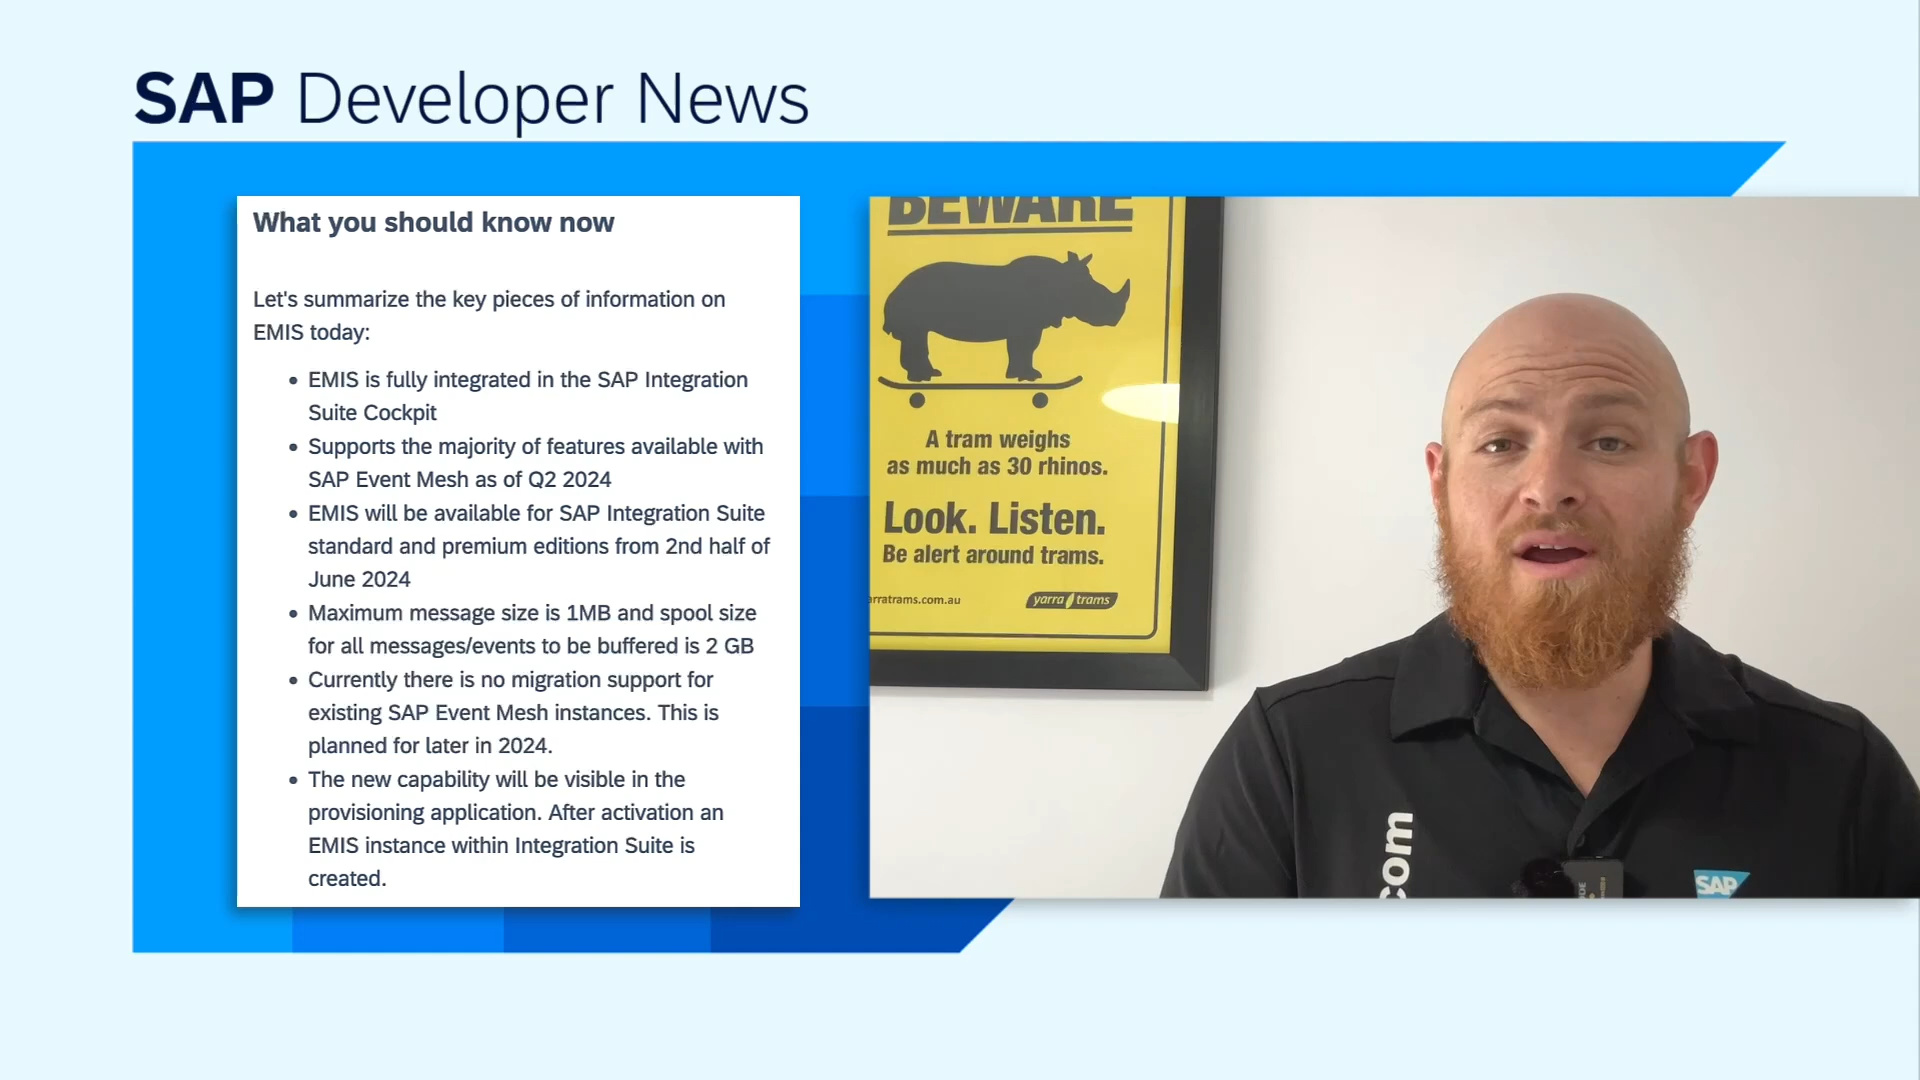 SAP Developer News
What you should know now
Let's summarize the key pieces of information on
EMIS today:
• EMIS is fully integrated in the SAP Integration
Suite Cockpit
• Supports the majority of features available with
SAP Event Mesh as of Q2 2024
• EMIS will be available for SAP Integration Suite
standard and premium editions from 2nd half of
June 2024
• Maximum message size is 1MB and spool size
for all messages/events to be buffered is 2 GB
• Currently there is no migration support for
existing SAP Event Mesh instances. This is
planned for later in 2024.
• The new capability will be visible in the
provisioning application. After activation an
EMIS instance within Integration Suite is
created.
BEWARE
A tram weighs
as much as 30 rhinos.
Look. Listen.
Be alert around trams.
arratrams.com.au
yarra trams
com
SAP